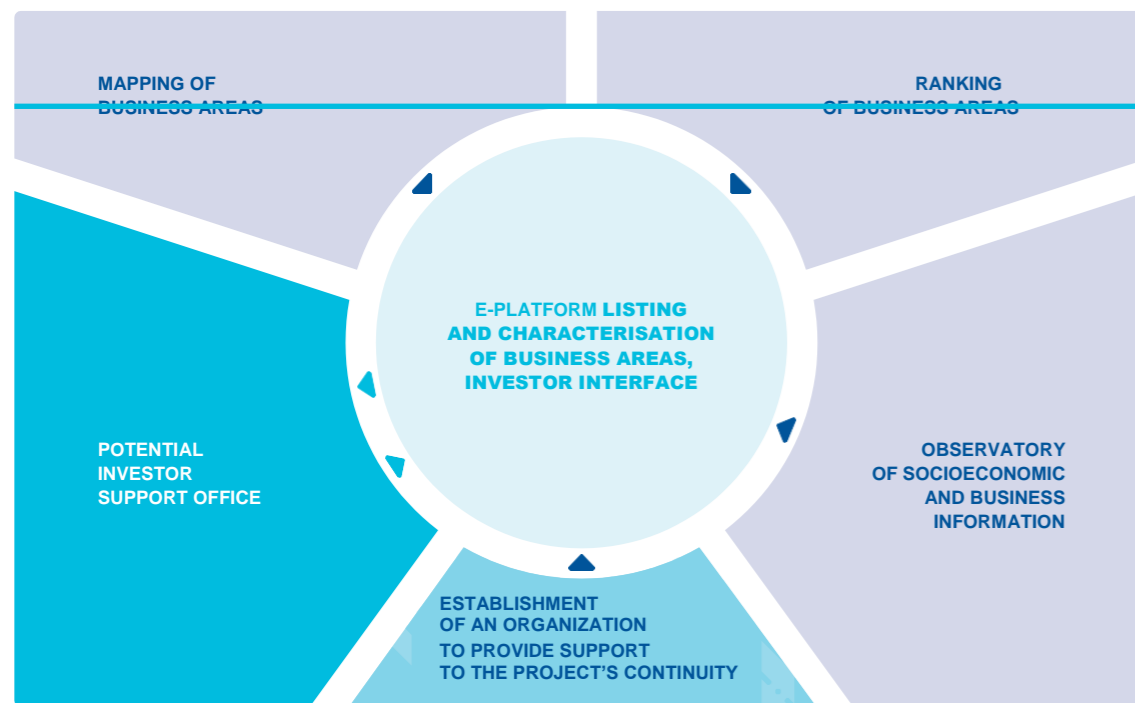 MAPPING OF
BUSINESS AREAS
RANKING
OF BUSINESS AREAS
E-PLATFORM LISTING
AND CHARACTERISATION
OF BUSINESS AREAS,
INVESTOR INTERFACE
POTENTIAL
INVESTOR
SUPPORT OFFICE
OBSERVATORY
OF SOCIOECONOMIC
AND BUSINESS
INFORMATION
ESTABLISHMENT
OF AN ORGANIZATION
TO PROVIDE SUPPORT
TO THE PROJECT’S CONTINUITY